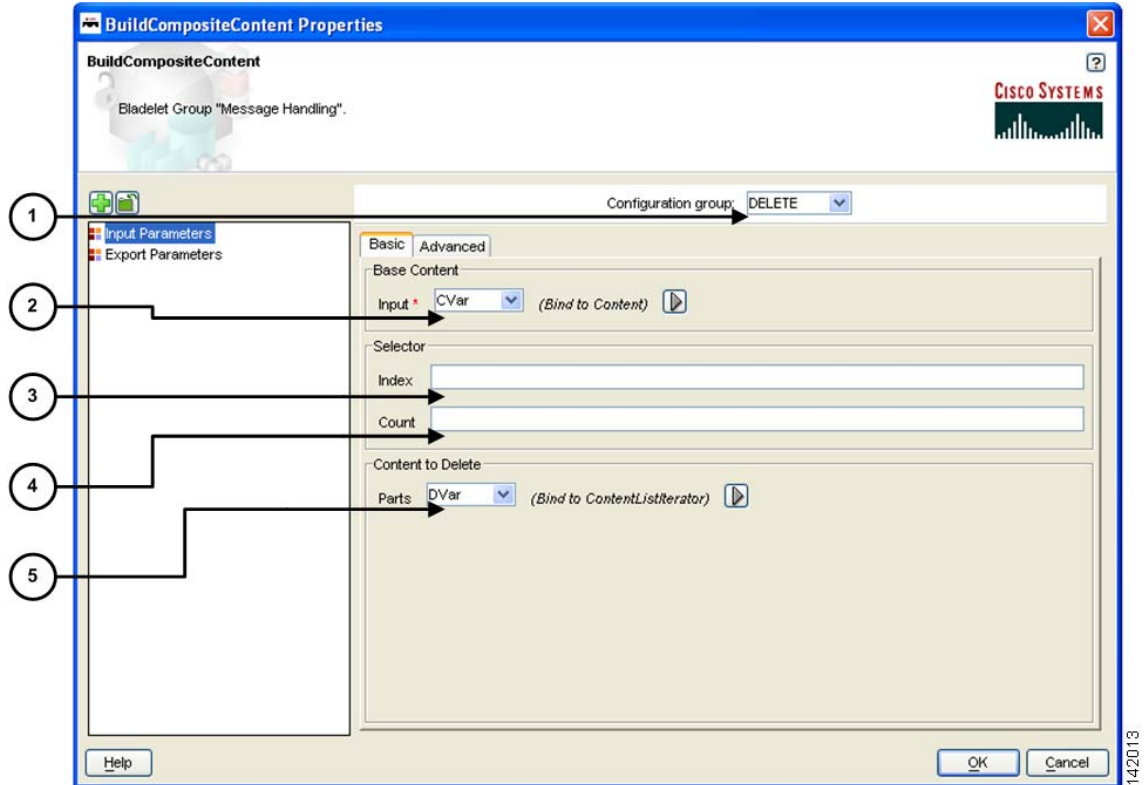 BuildCompositeContent Properties
BuildCompositeContent
?
Bladelet Group "Message Handling".
CISCO SYSTEMS
1
Configuration group: DELETE
Input Parameters
Export Parameters
Basic
Advanced
Base Content
2
Input * CVar (Bind to Content)
Selector
Index
3
Count
Content to Delete
4
Parts DVar (Bind to ContentListIterator)
5
Help
OK
Cancel
142013